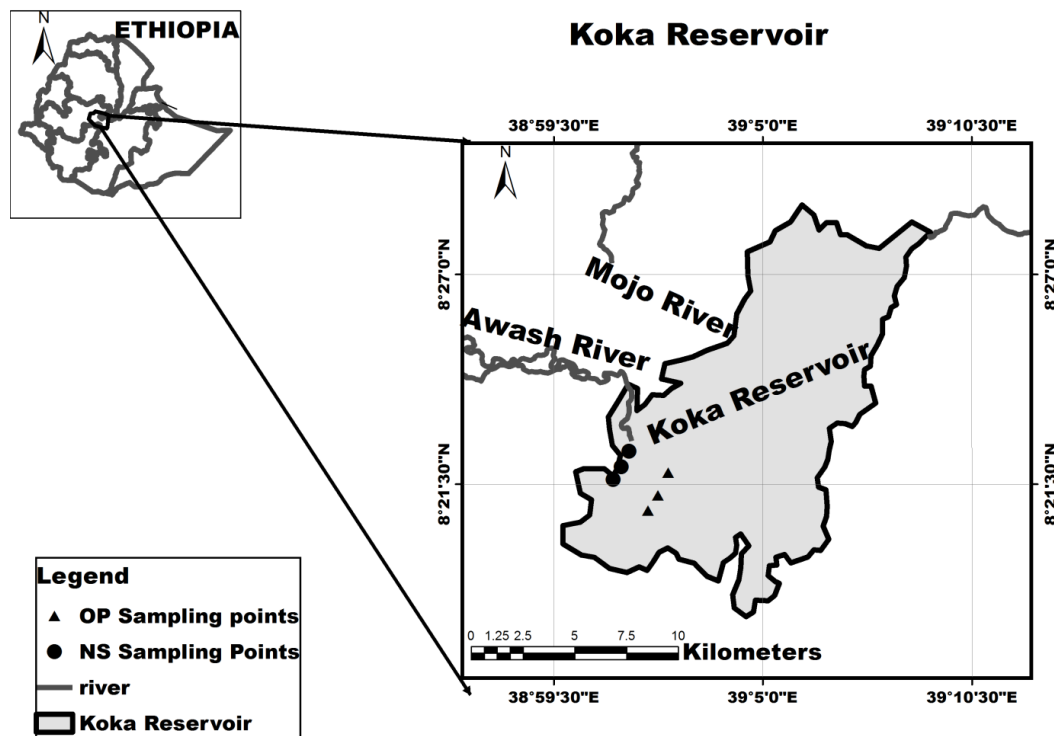 N
ETHIOPIA
Koka Reservoir
38°59'30"E 39°5'0"E 39°10'30"E
N
8°27'0"N 8°27'0"N
Mojo River
Awash River
Koka Reservoir
8°21'30"N 8°21'30"N
Legend
OP Sampling points
NS Sampling Points
river
Koka Reservoir
0 1.25 2.5 5 7.5 10
Kilometers
38°59'30"E 39°5'0"E 39°10'30"E